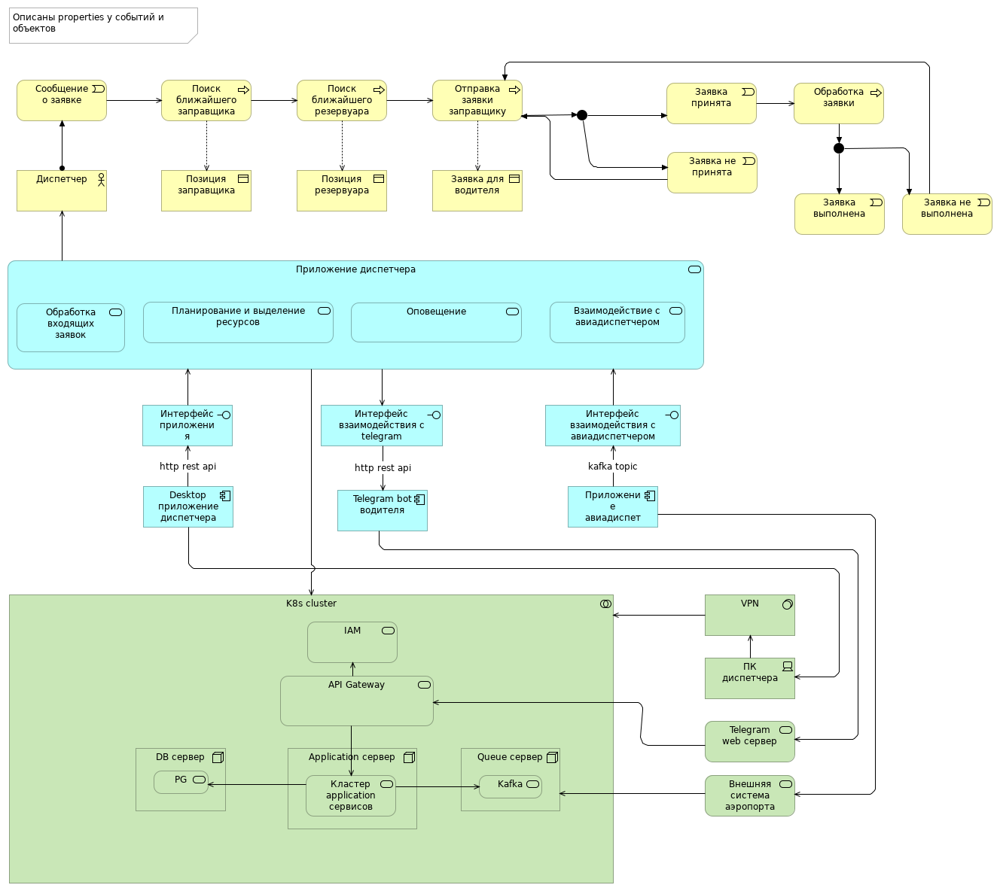 Описаны properties у событий и
объектов
Сообщение
о заявке
Поиск
ближайшего
заправщика
Поиск
ближайшего
резервуара
Отправка
заявки
заправщику
Заявка
принята
Обработка
заявки
Заявка не
принята
Диспетчер
Позиция
заправщика
Позиция
резервуара
Заявка для
водителя
Заявка
выполнена
Заявка не
выполнена
Приложение диспетчера
Обработка
входящих
заявок
Планирование и выделение
ресурсов
Оповещение
Взаимодействие с
авиадиспетчером
Интерфейс
приложени
я
Интерфейс
взаимодействия с
telegram
Интерфейс
взаимодействия с
авиадиспетчером
http rest api
http rest api
kafka topic
Desktop
приложение
диспетчера
Telegram bot
водителя
Приложени
е
авиадиспет
K8s cluster
VPN
IAM
ПК
диспетчера
API Gateway
Telegram
web сервер
DB сервер
PG
Application сервер
Кластер
application
сервисов
Queue сервер
Kafka
Внешняя
система
аэропорта